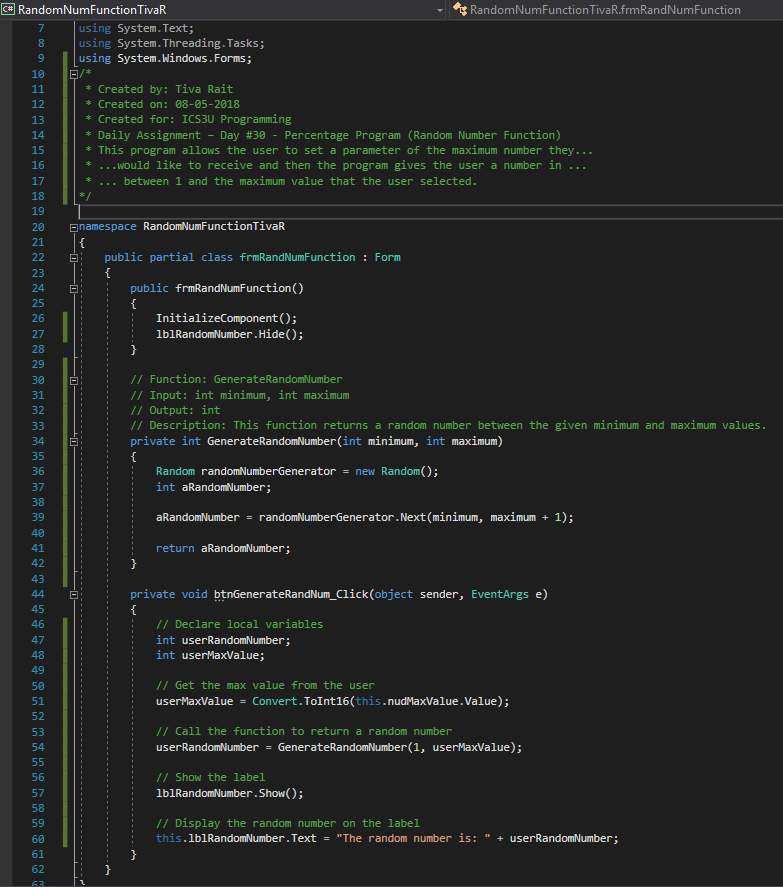 C# RandomNumFunctionTivaR RandomNumFunctionTivaR.frmRandNumFunction
7 using System.Text;
8 using System.Threading.Tasks;
9 using System.Windows.Forms;
10 /*
11 * Created by: Tiva Rait
12 * Created on: 08-05-2018
13 * Created for: ICS3U Programming
14 * Daily Assignment – Day #30 - Percentage Program (Random Number Function)
15 * This program allows the user to set a parameter of the maximum number they...
16 * ...would like to receive and then the program gives the user a number in ...
17 * ... between 1 and the maximum value that the user selected.
18 */
19
20 namespace RandomNumFunctionTivaR
21 {
22 public partial class frmRandNumFunction : Form
23 {
24 public frmRandNumFunction()
25 {
26 InitializeComponent();
27 lblRandomNumber.Hide();
28 }
29
30 // Function: GenerateRandomNumber
31 // Input: int minimum, int maximum
32 // Output: int
33 // Description: This function returns a random number between the given minimum and maximum values.
34 private int GenerateRandomNumber(int minimum, int maximum)
35 {
36 Random randomNumberGenerator = new Random();
37 int aRandomNumber;
38
39 aRandomNumber = randomNumberGenerator.Next(minimum, maximum + 1);
40
41 return aRandomNumber;
42 }
43
44 private void btnGenerateRandNum_Click(object sender, EventArgs e)
45 {
46 // Declare local variables
47 int userRandomNumber;
48 int userMaxValue;
49
50 // Get the max value from the user
51 userMaxValue = Convert.ToInt16(this.nudMaxValue.Value);
52
53 // Call the function to return a random number
54 userRandomNumber = GenerateRandomNumber(1, userMaxValue);
55
56 // Show the label
57 lblRandomNumber.Show();
58
59 // Display the random number on the label
60 this.lblRandomNumber.Text = "The random number is: " + userRandomNumber;
61 }
62 }
63 }